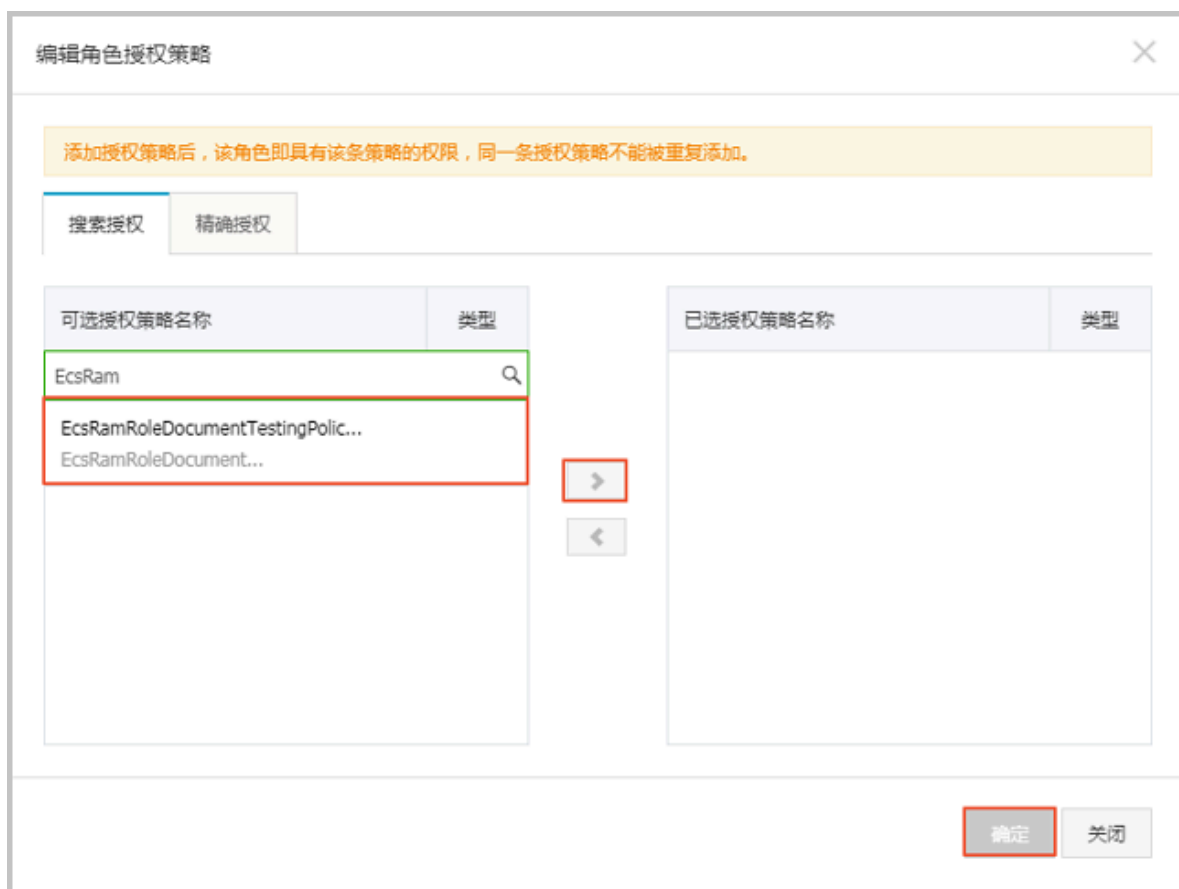 编辑角色授权策略
添加授权策略后，该角色即具有该条策略的权限，同一条授权策略不能被重复添加。
搜索授权 精确授权
可选授权策略名称 类型 已选授权策略名称 类型
EcsRam
EcsRamRoleDocumentTestingPolic...
EcsRamRoleDocument...
确定 关闭